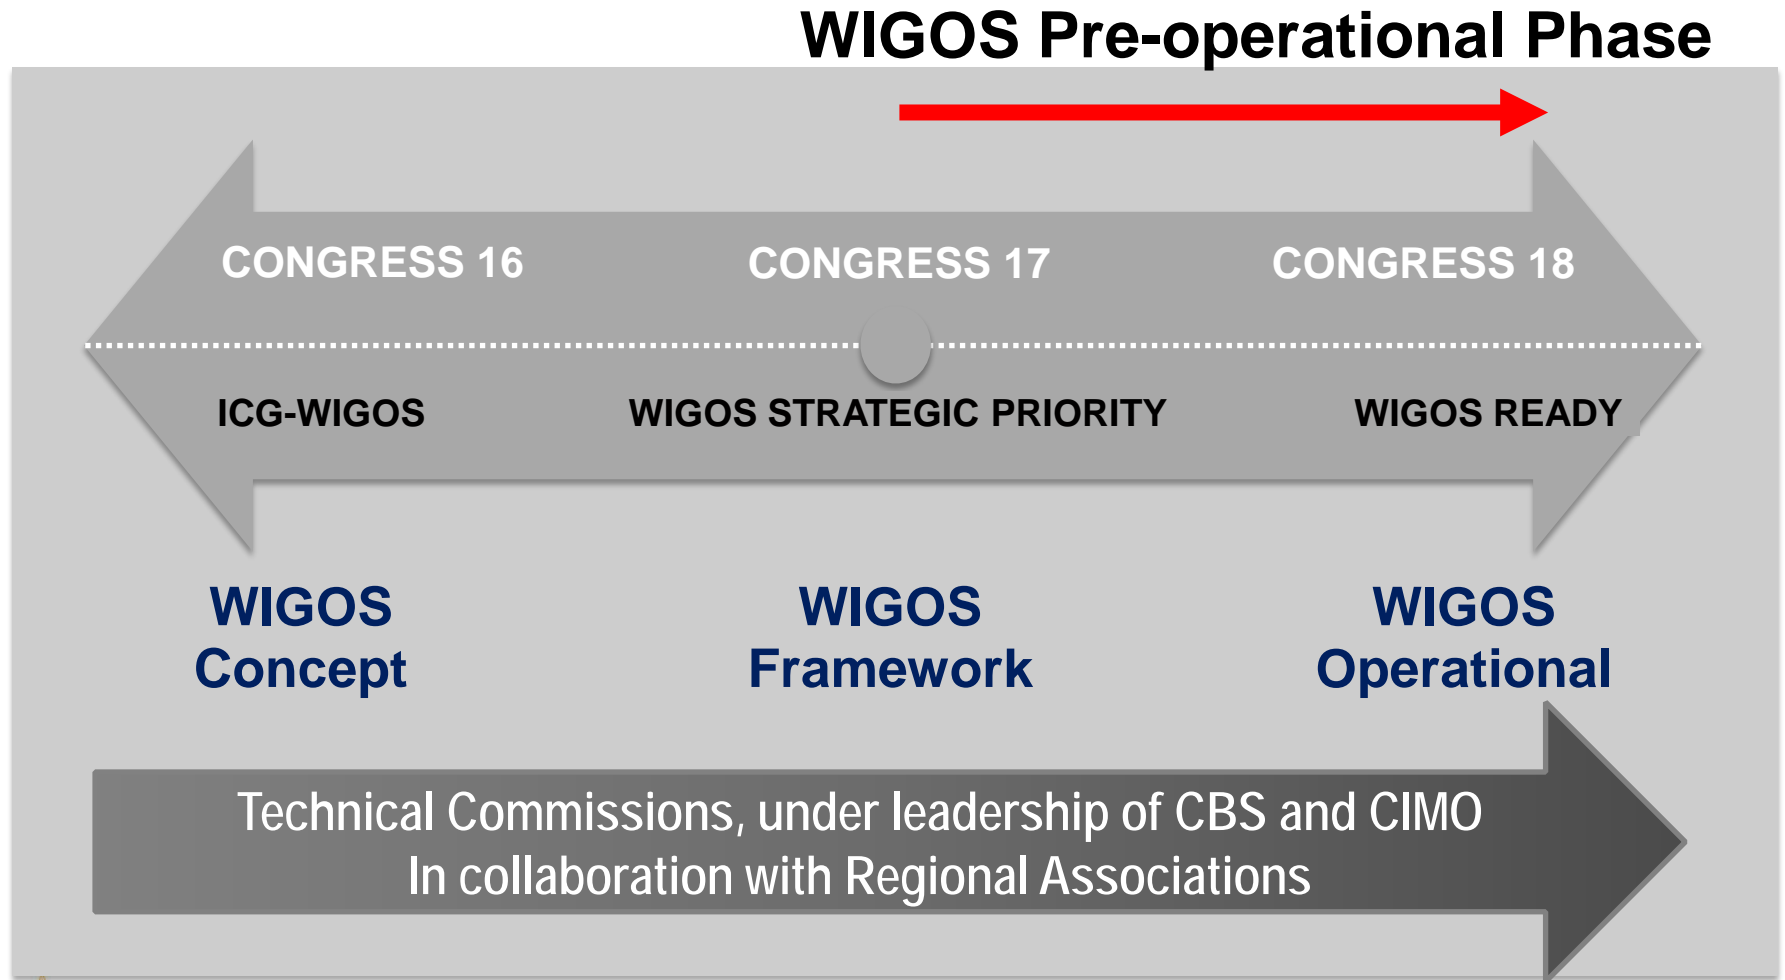 WIGOS Pre-operational Phase
CONGRESS 16
CONGRESS 17
CONGRESS 18
ICG-WIGOS
WIGOS STRATEGIC PRIORITY
WIGOS READY
WIGOS
Concept
WIGOS
Framework
WIGOS
Operational
Technical Commissions, under leadership of CBS and CIMO
In collaboration with Regional Associations